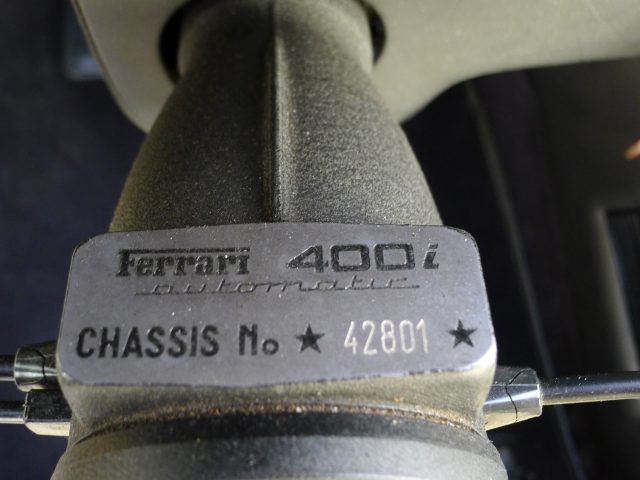 Ferrari 400i
automatic
CHASSIS No ★ 42801 ★